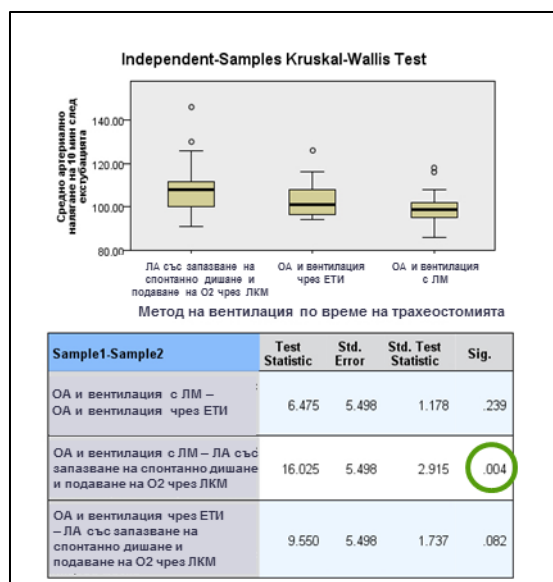 Independent-Samples Kruskal-Wallis Test
Средно артериално
налягане на 10 мин след
екстубацията
140.00
120.00
100.00
80.00
ЛА със запазване на
спонтанно дишане и
подаване на О2 чрез ЛКМ
ОА и вентилация
чрез ЕТИ
ОА и вентилация
с ЛМ
Метод на вентилация по време на трахеостомията
Sample1-Sample2
Test
Statistic
Std.
Error
Std. Test
Statistic
Sig.
ОА и вентилация с ЛМ –
ОА и вентилация чрез ЕТИ
6.475
5.498
1.178
.239
ОА и вентилация с ЛМ – ЛА със
запазване на спонтанно дишане
и подаване на О2 чрез ЛКМ
16.025
5.498
2.915
.004
ОА и вентилация чрез ЕТИ
– ЛА със запазване на
спонтанно дишане и
подаване на О2 чрез ЛКМ
9.550
5.498
1.737
.082